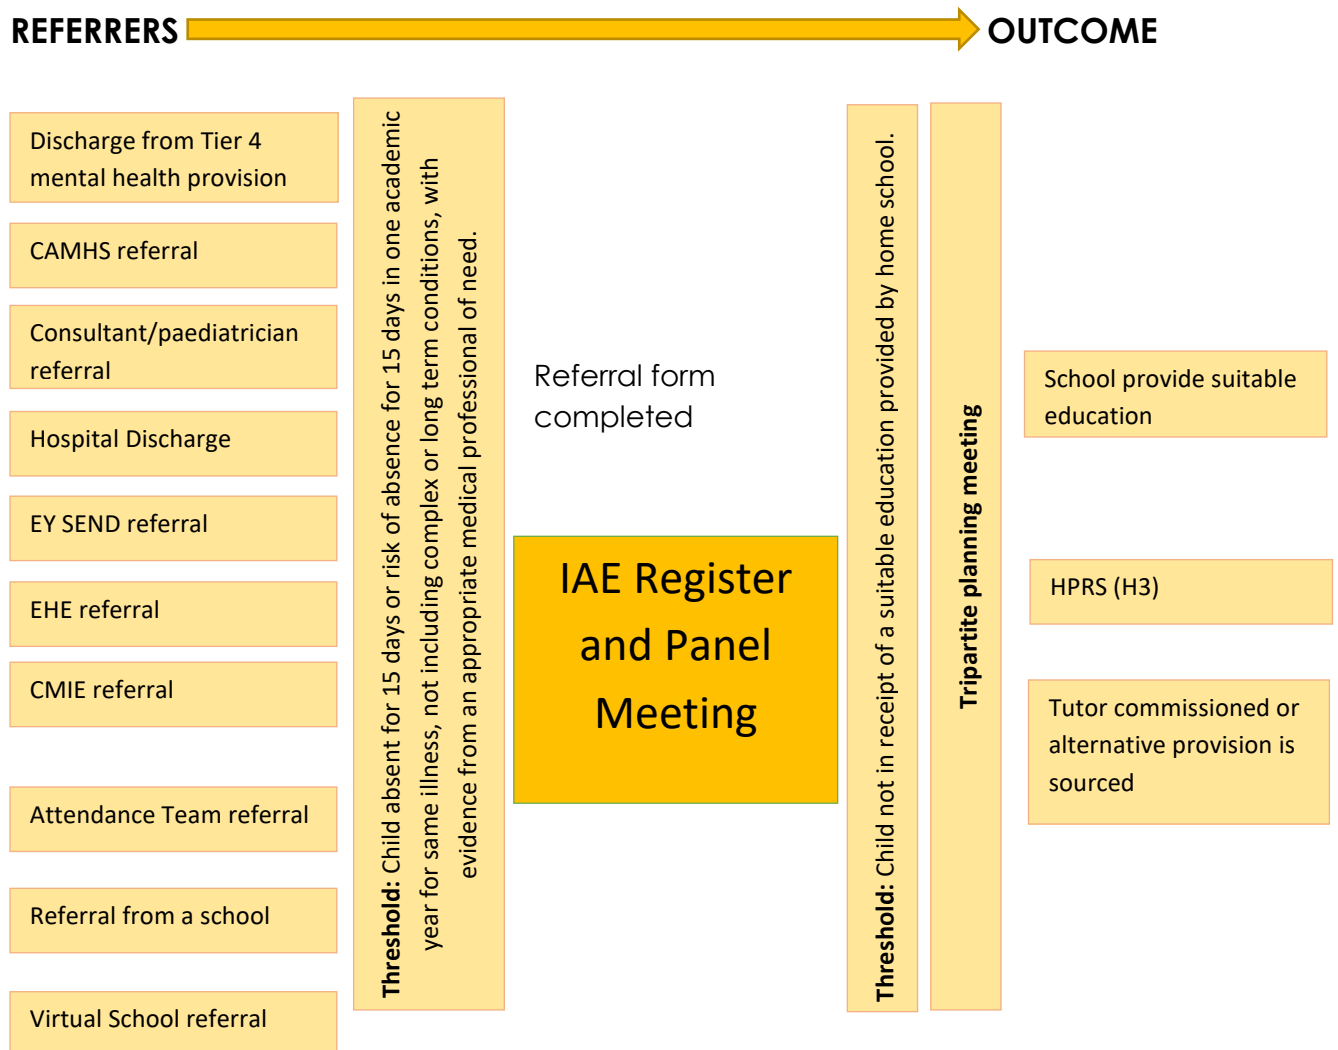 REFERRERS
OUTCOME
Discharge from Tier 4
mental health provision
CAMHS referral
Consultant/paediatrician
referral
Hospital Discharge
EY SEND referral
EHE referral
CMIE referral
Attendance Team referral
Referral from a school
Virtual School referral
Threshold: Child absent for 15 days or risk of absence for 15 days in one academic
year for same illness, not including complex or long term conditions, with
evidence from an appropriate medical professional of need.
Referral form
completed
IAE Register
and Panel
Meeting
Threshold: Child not in receipt of a suitable education provided by home school.
Tripartite planning meeting
School provide suitable
education
HPRS (H3)
Tutor commissioned or
alternative provision is
sourced